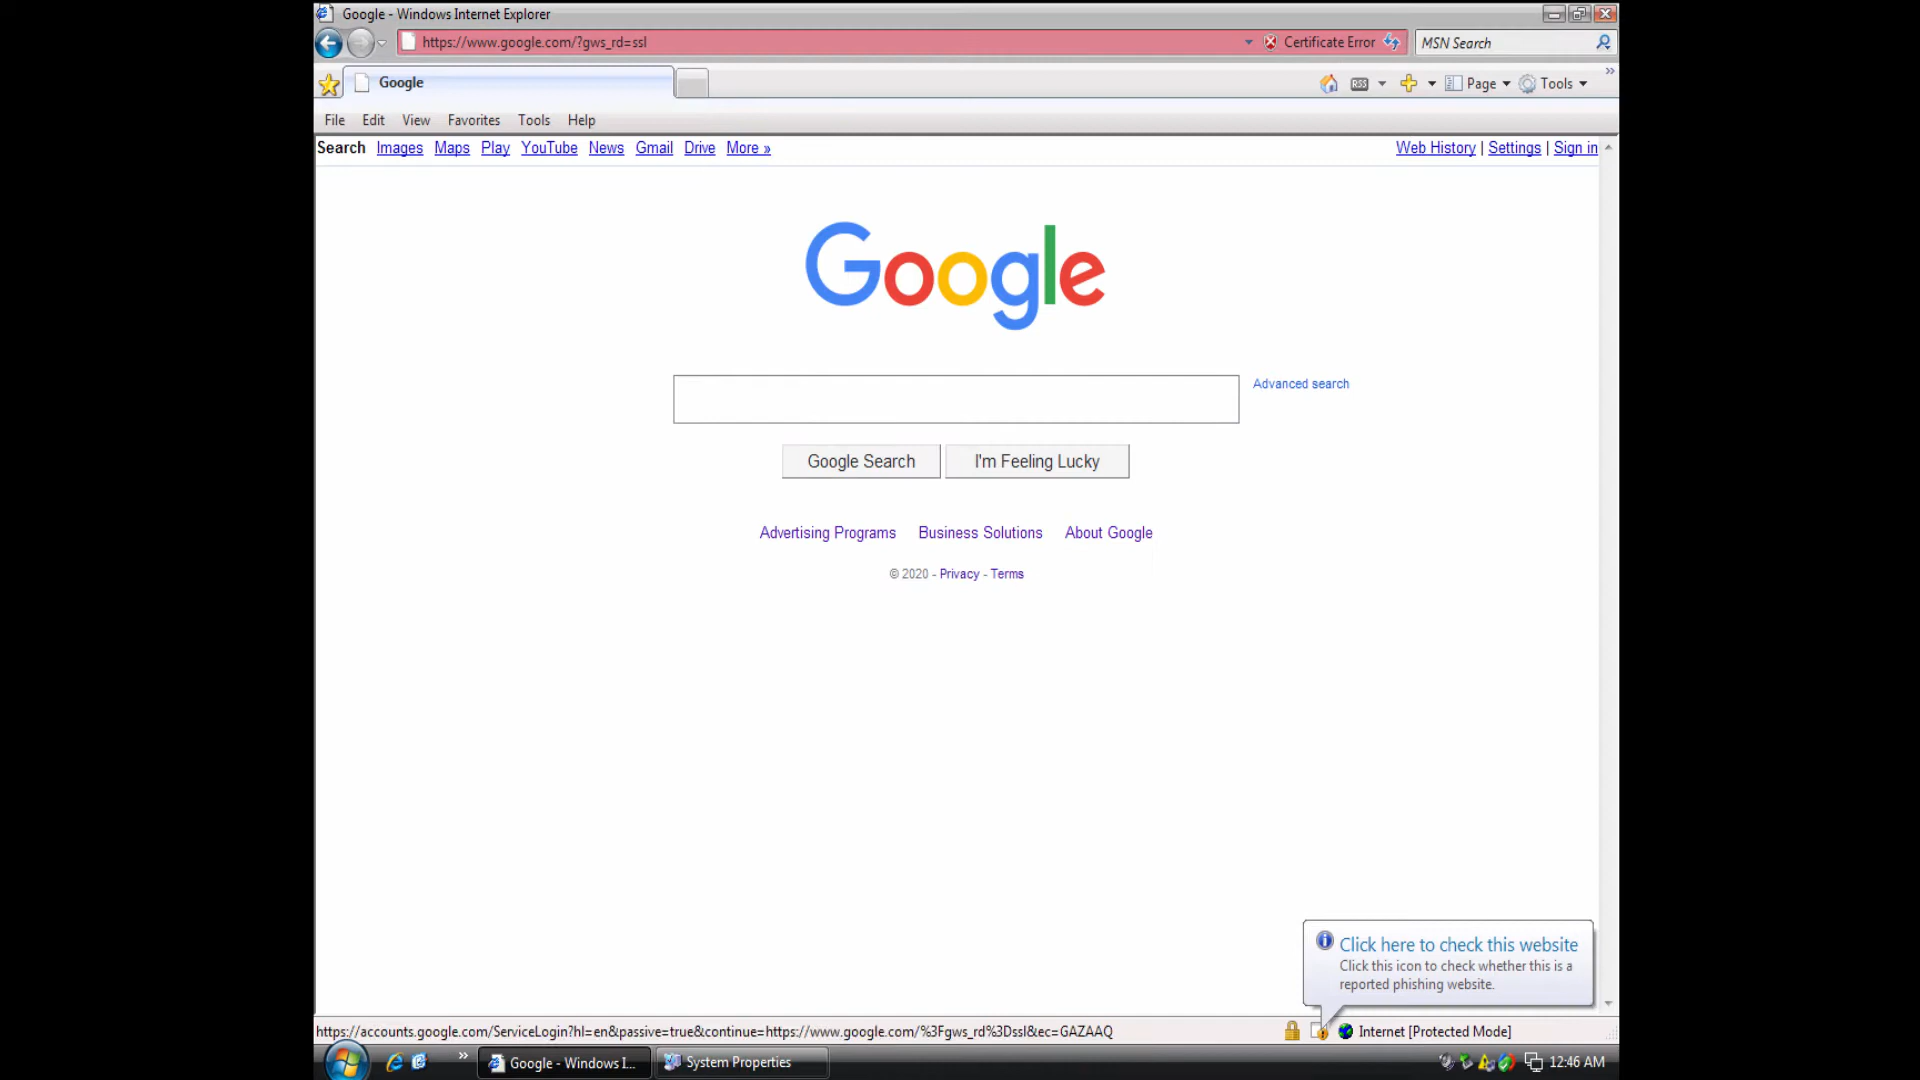 Google - Windows Internet Explorer
https://www.google.com/?gws_rd=ssl Certificate Error MSN Search
Google RSS Page Tools »
File Edit View Favorites Tools Help
Search Images Maps Play YouTube News Gmail Drive More » Web History | Settings | Sign in
Google
Advanced search
Google Search I'm Feeling Lucky
Advertising Programs Business Solutions About Google
© 2020 - Privacy - Terms
Click here to check this website
Click this icon to check whether this is a
reported phishing website.
https://accounts.google.com/ServiceLogin?hl=en&passive=true&continue=https://www.google.com/%3Fgws_rd%3Dssl&ec=GAZAAQ Internet [Protected Mode]
» Google - Windows I... System Properties 12:46 AM